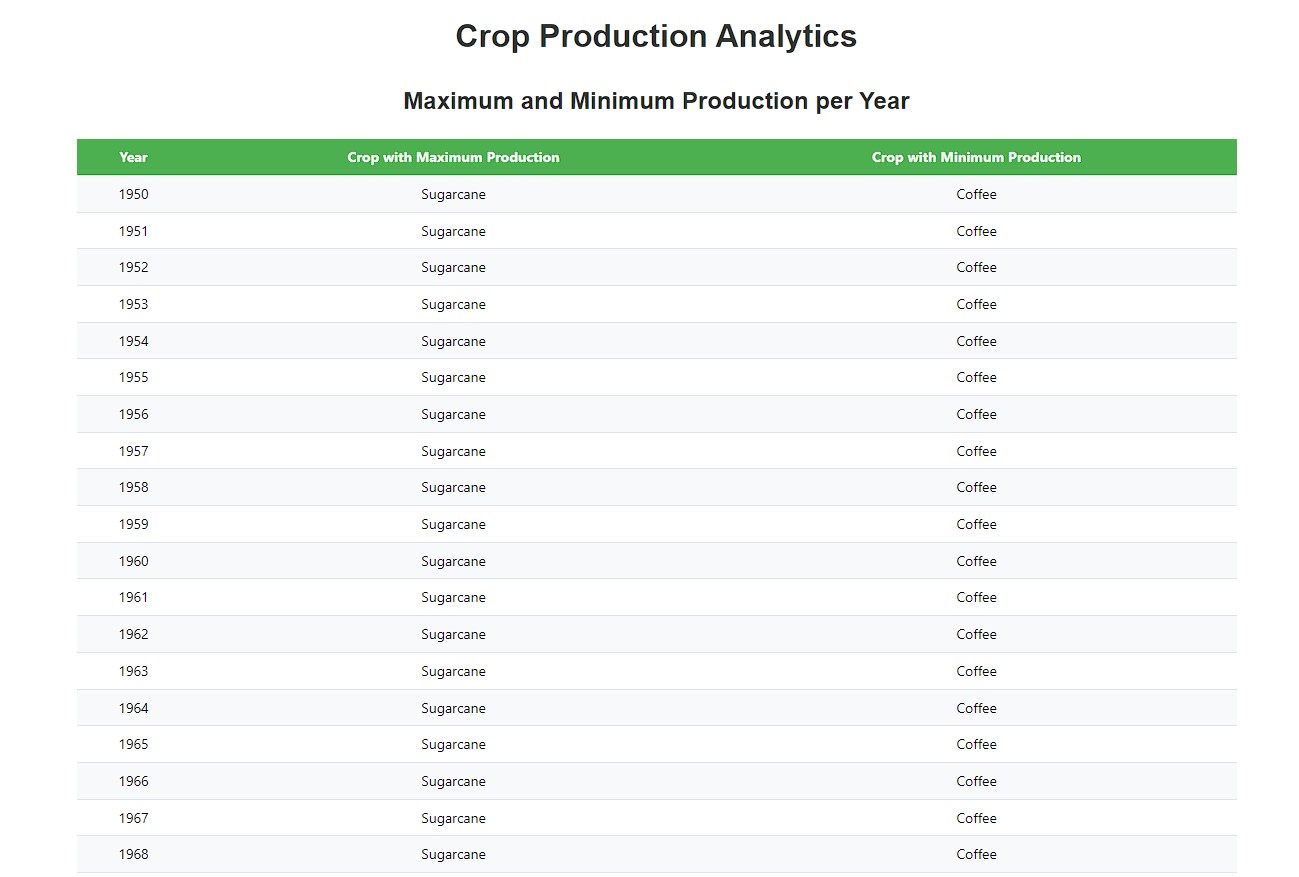 Crop Production Analytics
Maximum and Minimum Production per Year
Year Crop with Maximum Production Crop with Minimum Production
1950 Sugarcane Coffee
1951 Sugarcane Coffee
1952 Sugarcane Coffee
1953 Sugarcane Coffee
1954 Sugarcane Coffee
1955 Sugarcane Coffee
1956 Sugarcane Coffee
1957 Sugarcane Coffee
1958 Sugarcane Coffee
1959 Sugarcane Coffee
1960 Sugarcane Coffee
1961 Sugarcane Coffee
1962 Sugarcane Coffee
1963 Sugarcane Coffee
1964 Sugarcane Coffee
1965 Sugarcane Coffee
1966 Sugarcane Coffee
1967 Sugarcane Coffee
1968 Sugarcane Coffee